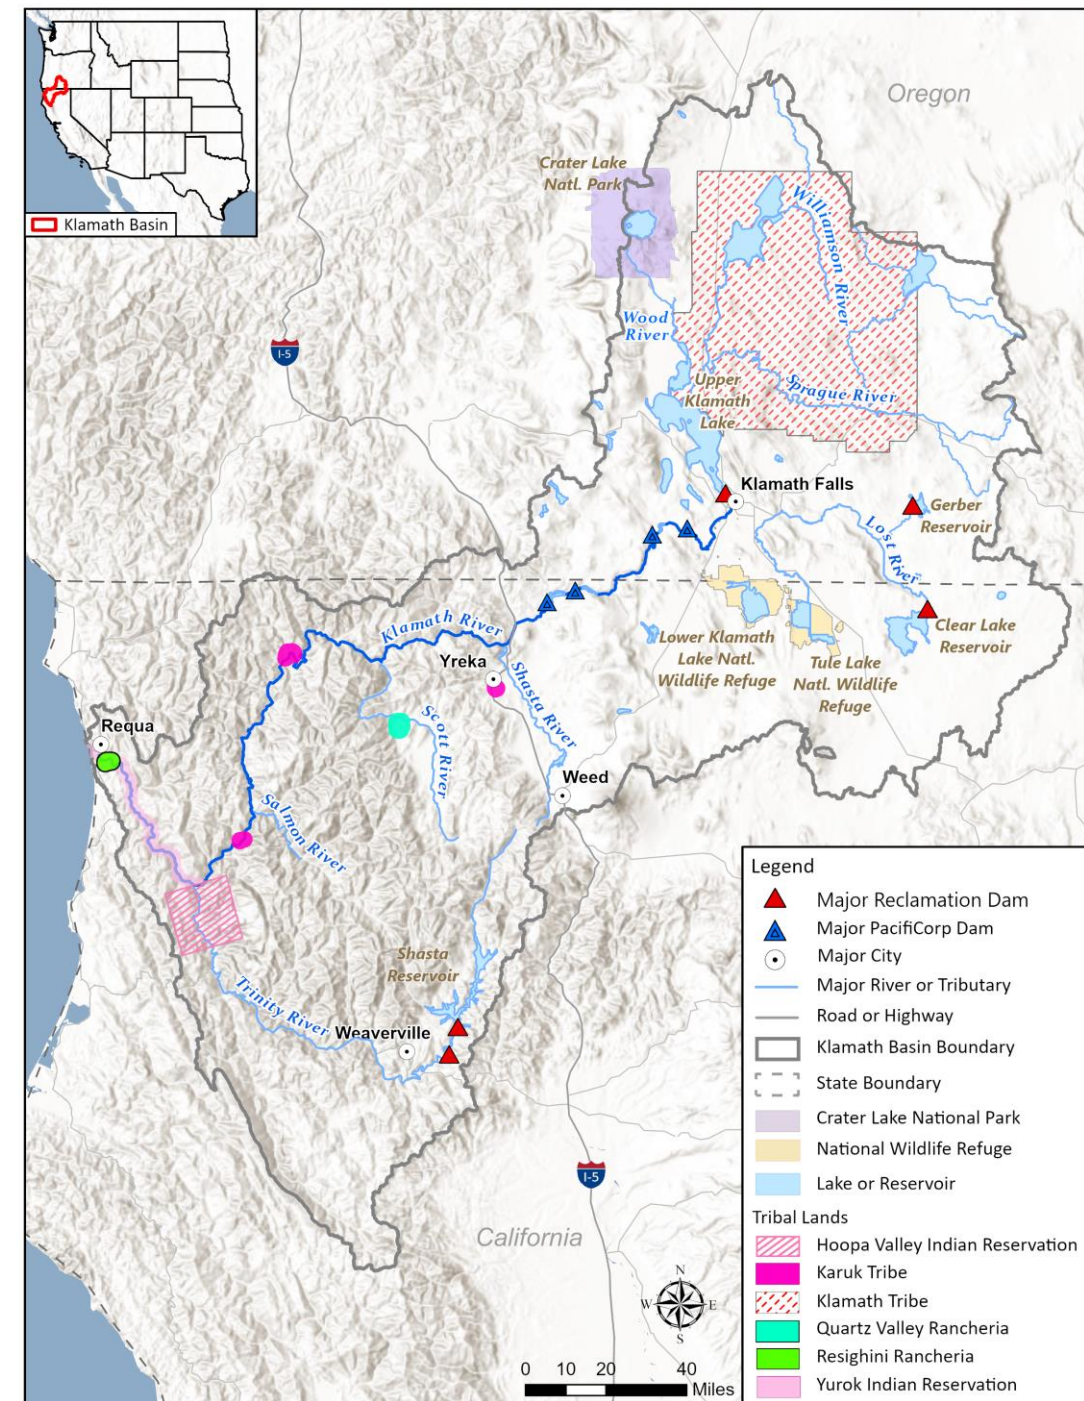 Klamath Basin
Oregon
Crater Lake
Natl. Park
Williamson River
Wood
River
I-5
Upper
Klamath
Lake
Sprague River
Klamath Falls
Gerber
Reservoir
Lost River
Klamath River
Lower Klamath
Lake Natl.
Wildlife Refuge
Tule Lake
Natl. Wildlife
Refuge
Clear Lake
Reservoir
Yreka
Shasta River
Scott River
Requa
Weed
Salmon River
Shasta
Reservoir
Trinity River
Weaverville
I-5
California
N
W E
S
0 10 20 40
Miles
Legend
Major Reclamation Dam
Major PacifiCorp Dam
Major City
Major River or Tributary
Road or Highway
Klamath Basin Boundary
State Boundary
Crater Lake National Park
National Wildlife Refuge
Lake or Reservoir
Tribal Lands
Hoopa Valley Indian Reservation
Karuk Tribe
Klamath Tribe
Quartz Valley Rancheria
Resighini Rancheria
Yurok Indian Reservation